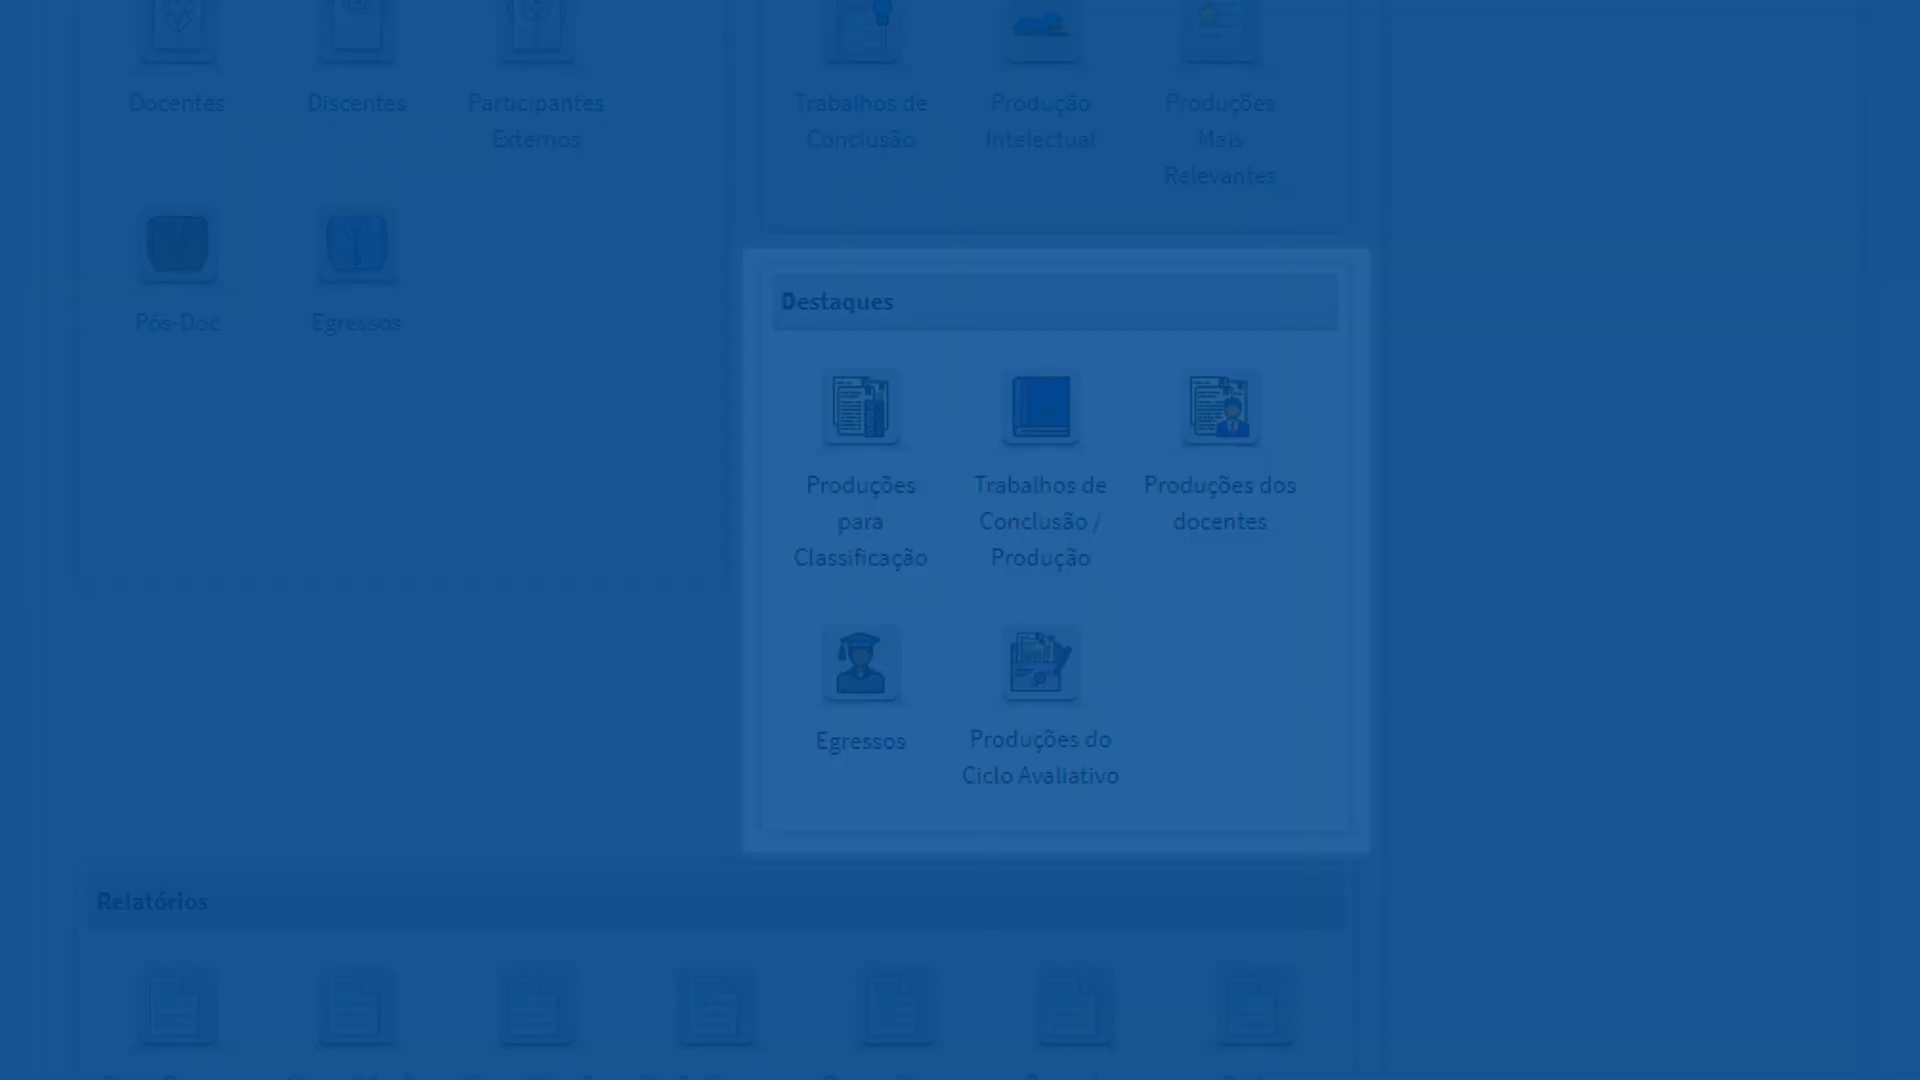 Docentes
Discentes
Participantes
Externos
Trabalhos de
Conclusão
Produção
Intelectual
Produções
Mais
Relevantes
Pós-Doc
Egressos
Destaques
Produções
para
Classificação
Trabalhos de
Conclusão /
Produção
Produções dos
docentes
Egressos
Produções do
Ciclo Avaliativo
Relatórios